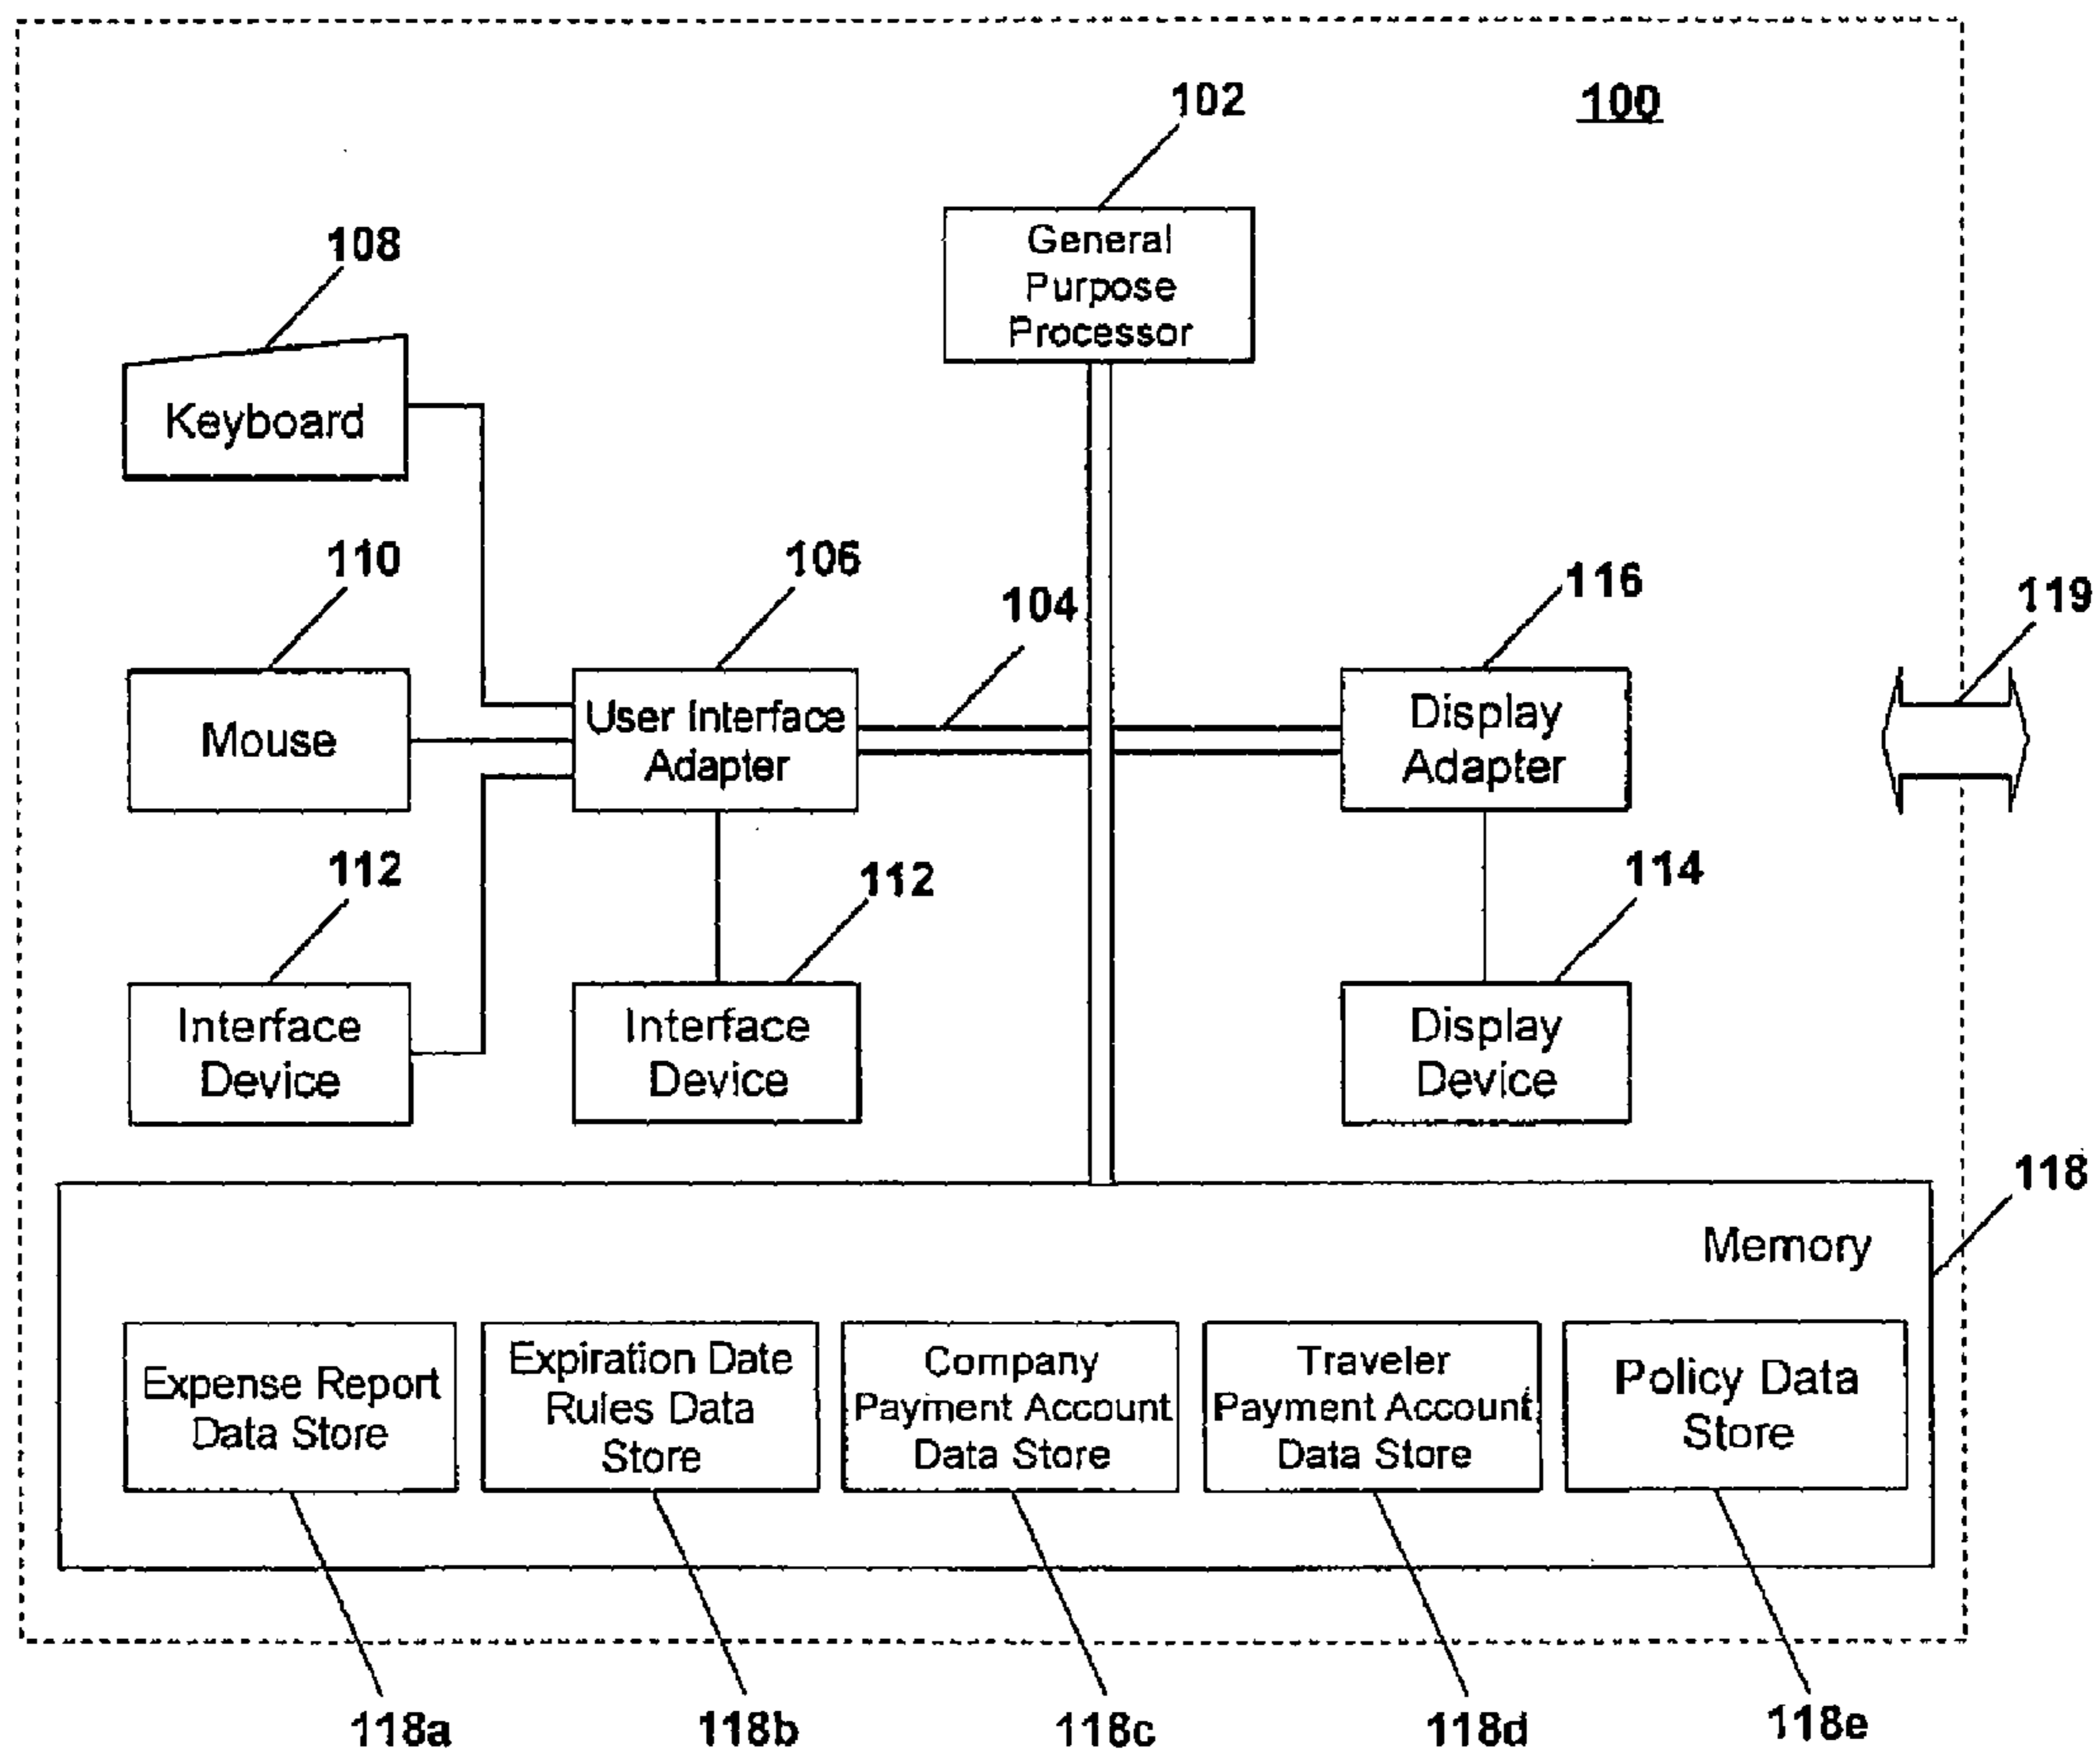 100
102
General
Purpose
Processor
108
Keyboard
110
Mouse
106
User Interface
Adapter
104
116
Display
Adapter
119
112
Interface
Device
112
Interface
Device
114
Display
Device
118
Memory
Expense Report
Data Store
Expiration Date
Rules Data
Store
Company
Payment Account
Data Store
Traveler
Payment Account
Data Store
Policy Data
Store
118a
118b
118c
118d
118e